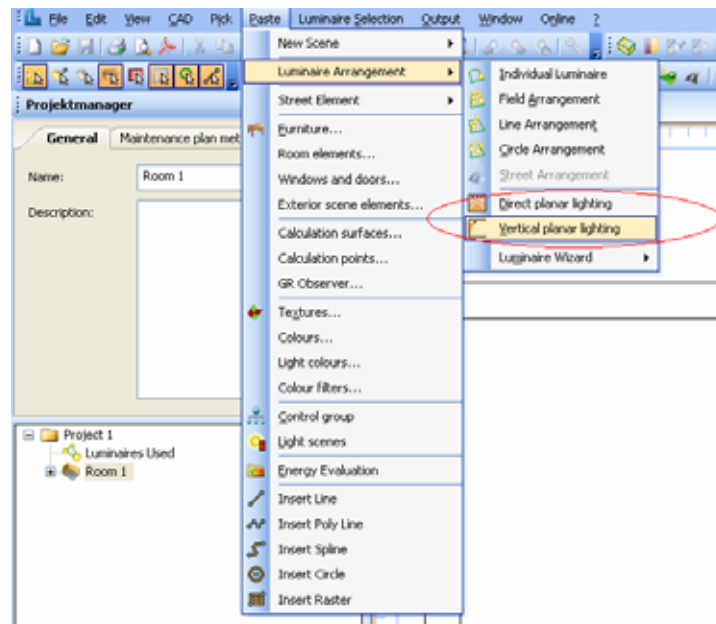 File Edit View CAD Pick Paste Luminaire Selection Output Window Online ?
New Scene
Luminaire Arrangement
Individual Luminaire
Projektmanager
Street Element
Field Arrangement
General Maintenance plan met
Furniture...
Line Arrangement
Room elements...
Circle Arrangement
Name: Room 1
Windows and doors...
Street Arrangement
Description:
Exterior scene elements...
Direct planar lighting
Calculation surfaces...
Vertical planar lighting
Calculation points...
Luminaire Wizard
GR Observer...
Textures...
Colours...
Light colours...
Colour filters...
Control group
Project 1
Light scenes
Luminaires Used
Room 1
Energy Evaluation
Insert Line
Insert Poly Line
Insert Spline
Insert Circle
Insert Raster